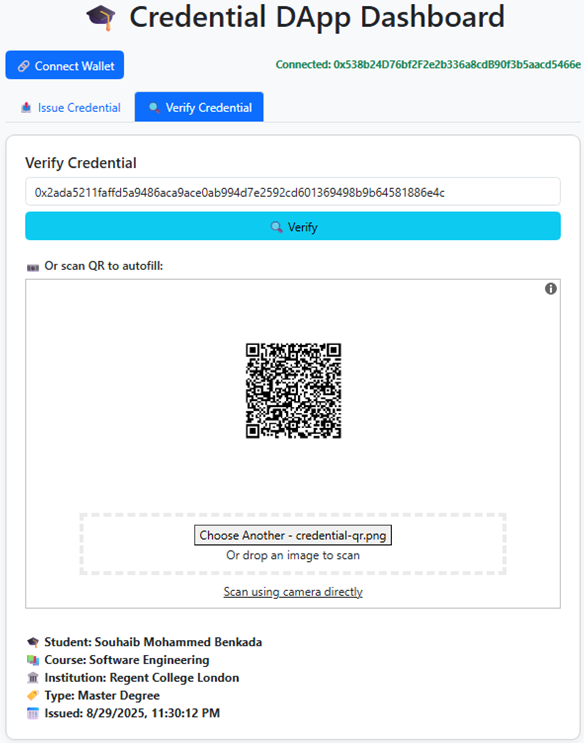 Credential DApp Dashboard
Connect Wallet
Connected: 0x538b24D76bf2F2e2b336a8cdB90f3b5aacd5466e
Issue Credential
Verify Credential
Verify Credential
0x2ada5211faffd5a9486aca9ace0ab994d7e2592cd601369498b9b64581886e4c
Verify
Or scan QR to autofill:
Choose Another - credential-qr.png
Or drop an image to scan
Scan using camera directly
Student: Souhaib Mohammed Benkada
Course: Software Engineering
Institution: Regent College London
Type: Master Degree
Issued: 8/29/2025, 11:30:12 PM